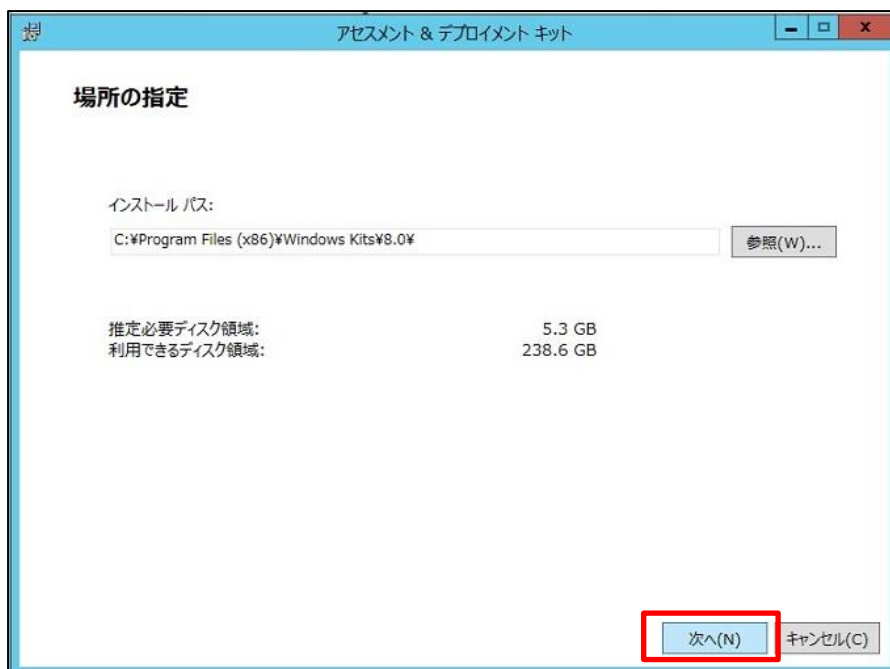 アセスメント & デプロイメント キット
場所の指定
インストール パス:
C:¥Program Files (x86)¥Windows Kits¥8.0¥
参照(W)...
推定必要ディスク領域: 5.3 GB
利用できるディスク領域: 238.6 GB
次へ(N) キャンセル(C)